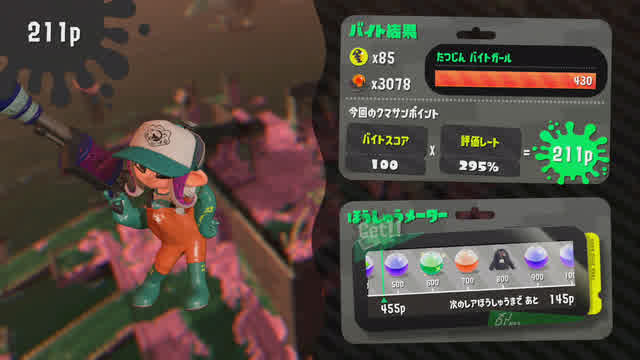 211p
バイト結果
x85
x3078
たつじん バイトガール
430
今回のクマサンポイント
バイトスコア
100
x
評価レート
295%
=
211p
ほうしゅうメーター
Get!!
500 600 700 800 900
455p
次のレアほうしゅうまで あと 145p